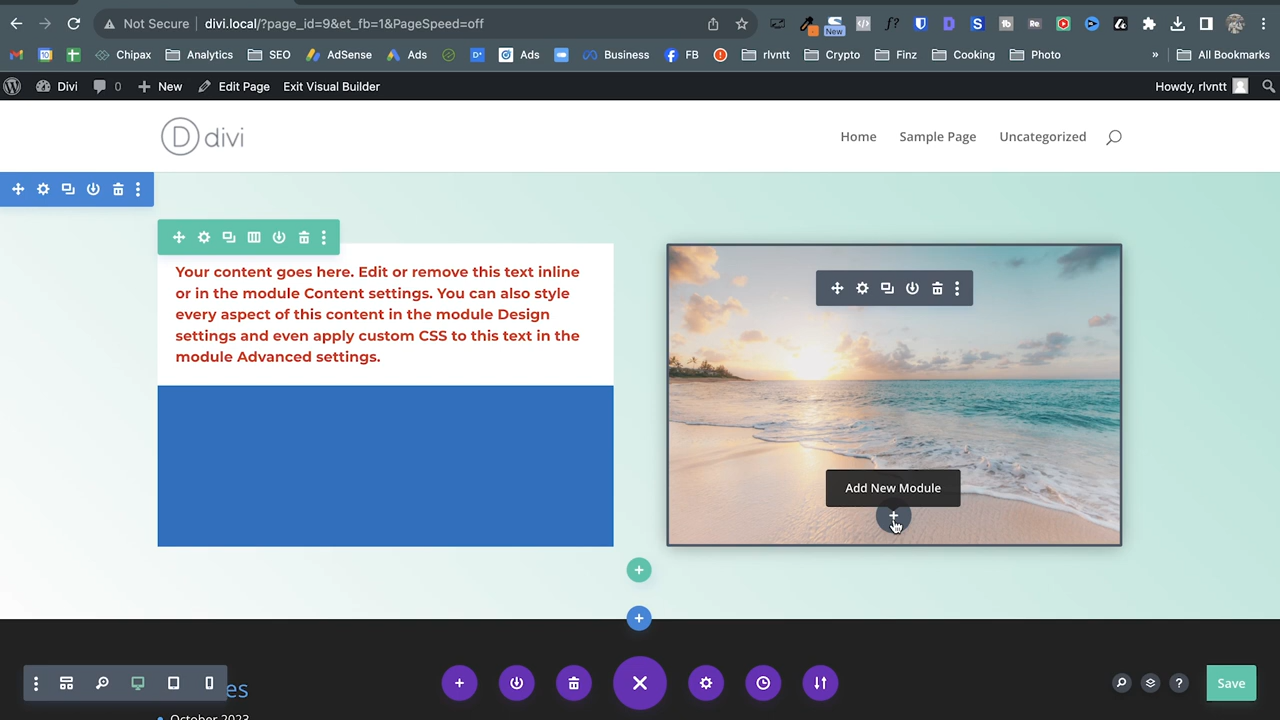 Not Secure divi.local/?page_id=9&et_fb=1&PageSpeed=off
New
Chipax Analytics SEO AdSense Ads Ads Business FB rlvntt Crypto Finz Cooking Photo » All Bookmarks
Divi 0 New Edit Page Exit Visual Builder Howdy, rlvntt
D divi Home Sample Page Uncategorized
Your content goes here. Edit or remove this text inline
or in the module Content settings. You can also style
every aspect of this content in the module Design
settings and even apply custom CSS to this text in the
module Advanced settings.
Add New Module
es
October 2023
Save